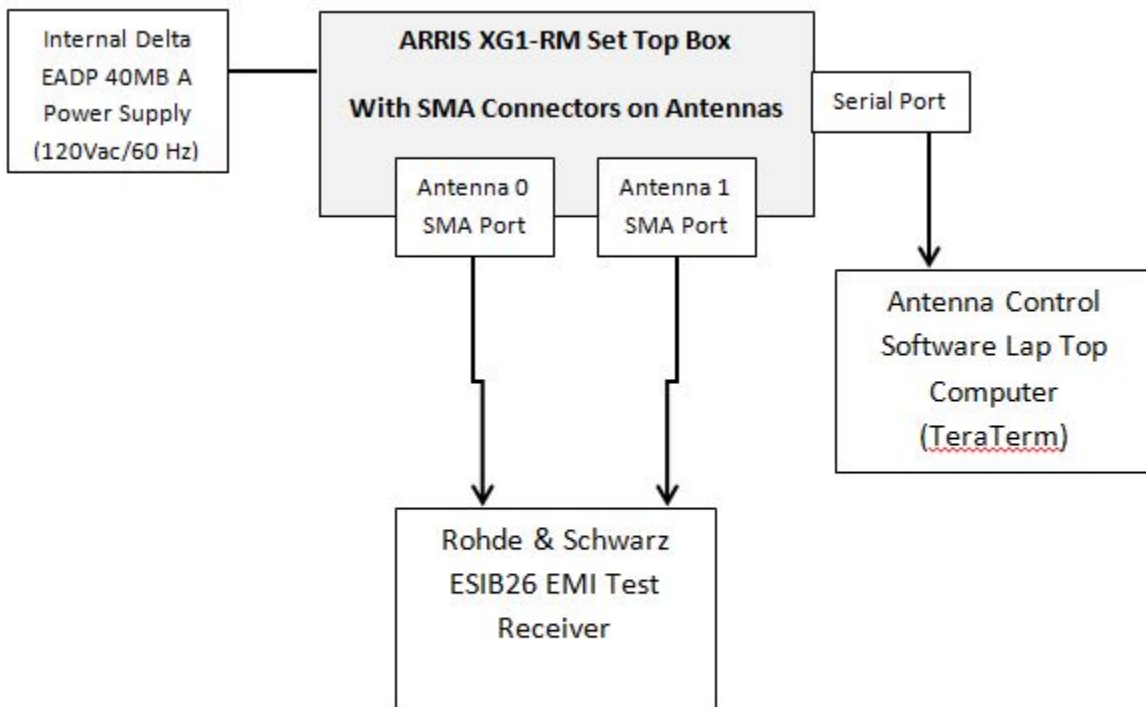 Internal Delta
EADP 40MB A
Power Supply
(120Vac/60 Hz)
ARRIS XG1-RM Set Top Box
With SMA Connectors on Antennas
Serial Port
Antenna 0
SMA Port
Antenna 1
SMA Port
Antenna Control
Software Lap Top
Computer
(TeraTerm)
Rohde & Schwarz
ESIB26 EMI Test
Receiver